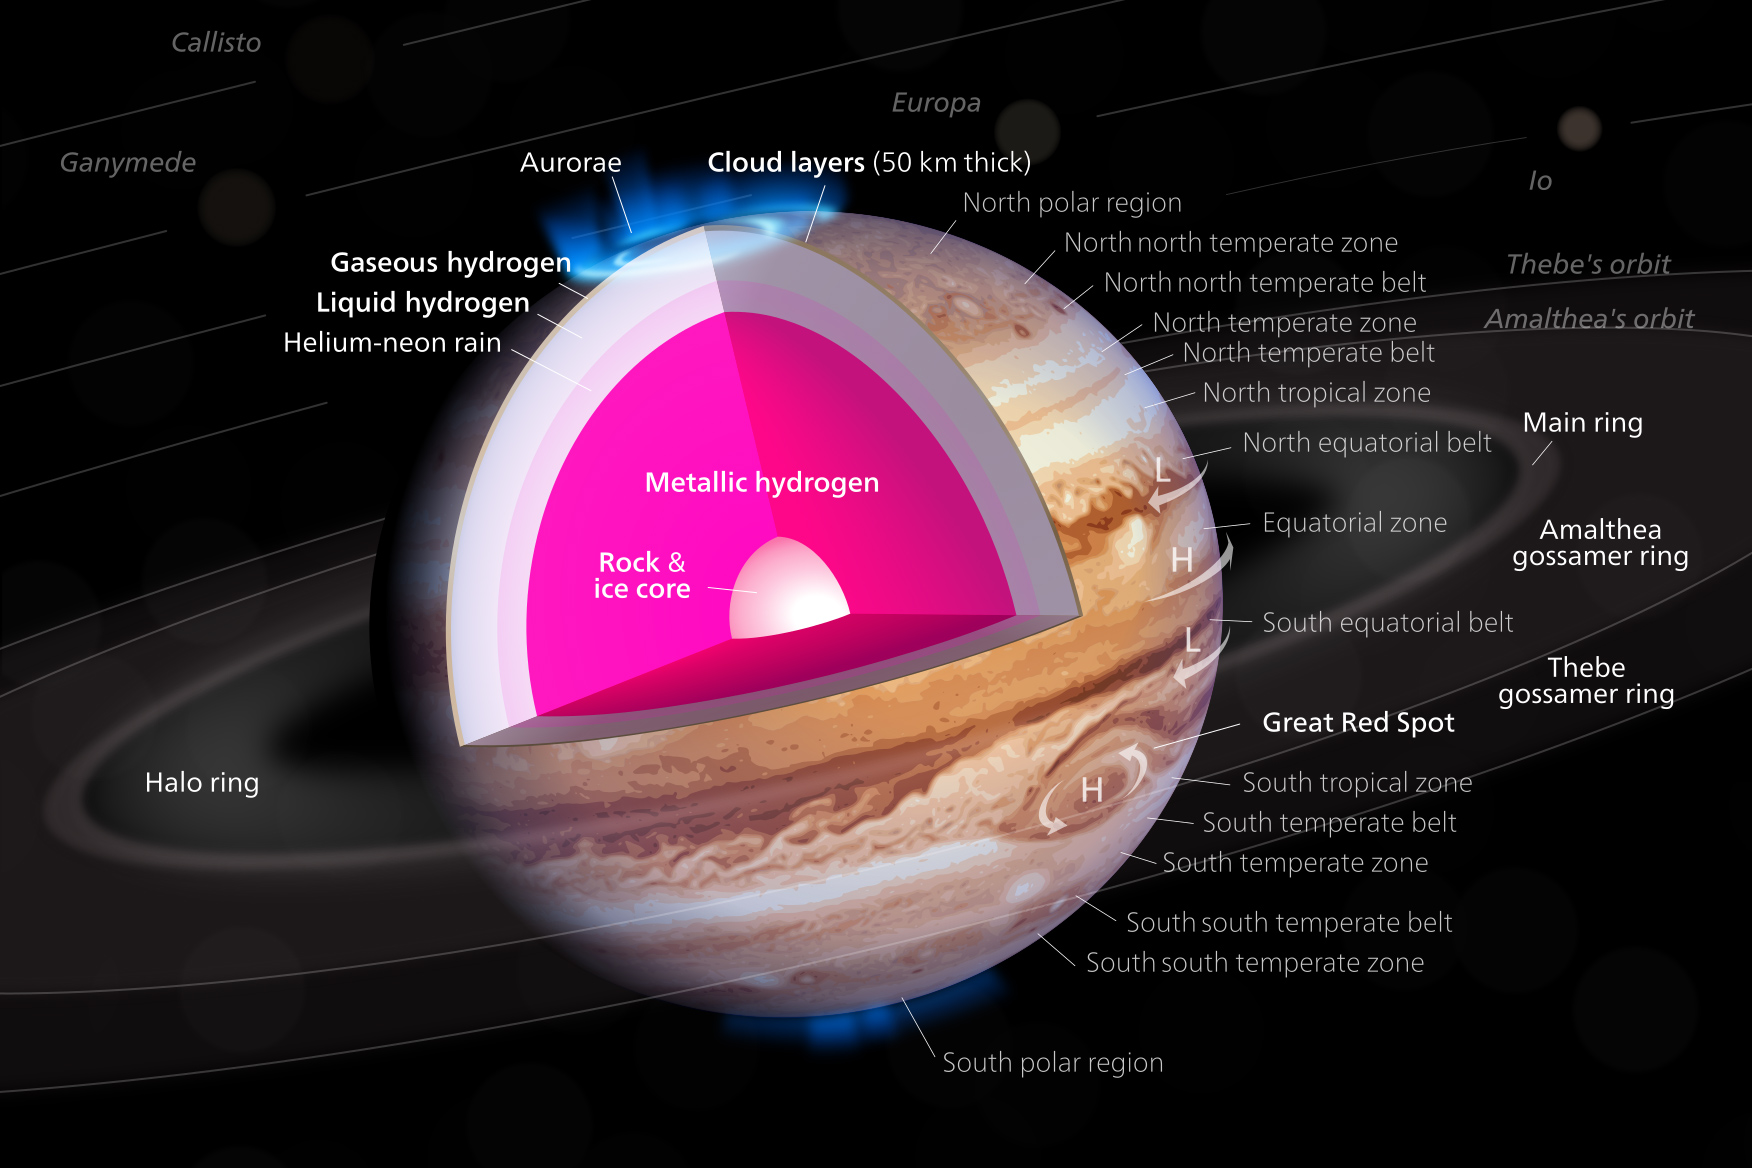 Callisto
Europa
Ganymede
Aurorae
Cloud layers (50 km thick)
Io
North polar region
North north temperate zone
Gaseous hydrogen
Thebe's orbit
North north temperate belt
Liquid hydrogen
Amalthea's orbit
North temperate zone
Helium-neon rain
North temperate belt
North tropical zone
Main ring
North equatorial belt
L
Metallic hydrogen
Equatorial zone
Amalthea
gossamer ring
H
Rock &
ice core
South equatorial belt
L
Thebe
gossamer ring
Great Red Spot
Halo ring
South tropical zone
H
South temperate belt
South temperate zone
South south temperate belt
South south temperate zone
South polar region